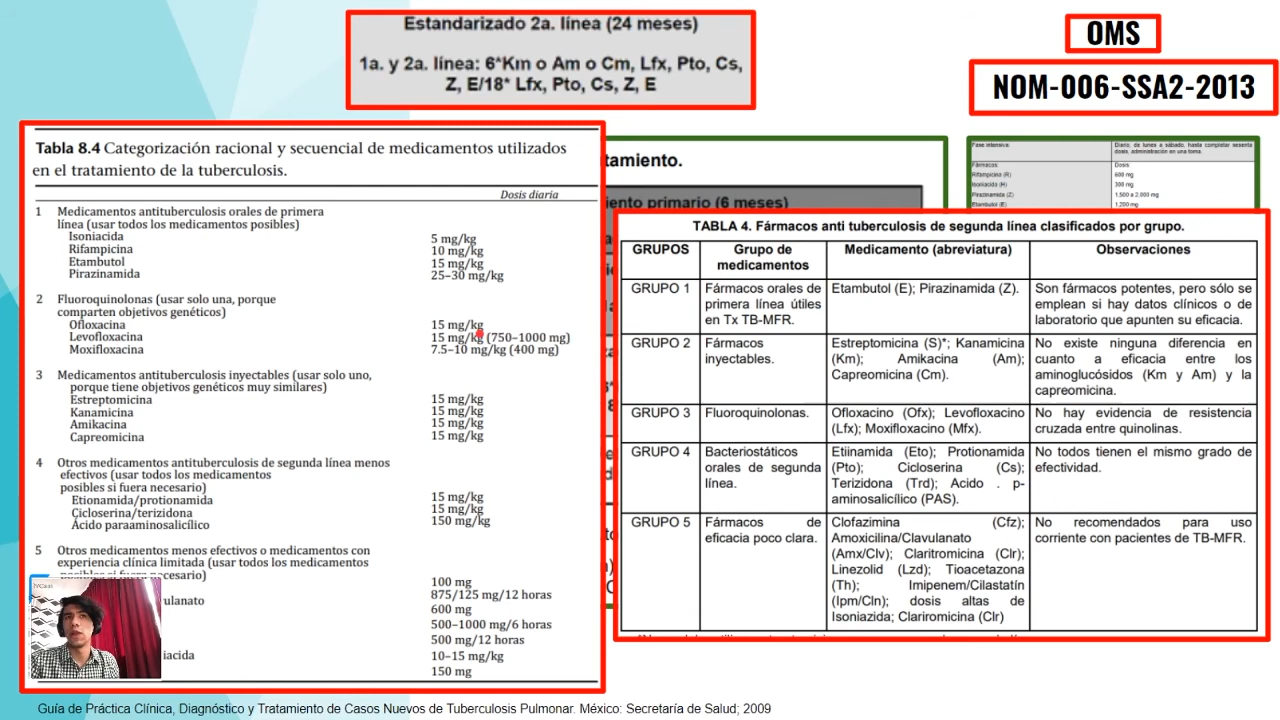 Estandarizado 2a. línea (24 meses)
1a. y 2a. línea: 6*Km o Am o Cm, Lfx, Pto, Cs,
Z, E/18* Lfx, Pto, Cs, Z, E
OMS
NOM-006-SSA2-2013
Tabla 8.4 Categorización racional y secuencial de medicamentos utilizados
en el tratamiento de la tuberculosis.
Dosis diaria
1 Medicamentos antituberculosis orales de primera
línea (usar todos los medicamentos posibles)
Isoniacida 5 mg/kg
Rifampicina 10 mg/kg
Etambutol 15 mg/kg
Pirazinamida 25–30 mg/kg
2 Fluoroquinolonas (usar solo una, porque
comparten objetivos genéticos)
Ofloxacina 15 mg/kg
Levofloxacina 15 mg/kg (750–1000 mg)
Moxifloxacina 7.5–10 mg/kg (400 mg)
3 Medicamentos antituberculosis inyectables (usar solo uno,
porque tiene objetivos genéticos muy similares)
Estreptomicina 15 mg/kg
Kanamicina 15 mg/kg
Amikacina 15 mg/kg
Capreomicina 15 mg/kg
4 Otros medicamentos antituberculosis de segunda línea menos
efectivos (usar todos los medicamentos
posibles si fuera necesario)
Etionamida/protionamida 15 mg/kg
Cicloserina/terizidona 15 mg/kg
Ácido paraaminosalicílico 150 mg/kg
5 Otros medicamentos menos efectivos o medicamentos con
experiencia clínica limitada (usar todos los medicamentos
posibles si fuera necesario)
100 mg
vulanato 875/125 mg/12 horas
600 mg
500–1000 mg/6 horas
500 mg/12 horas
iacida 10–15 mg/kg
150 mg
tamiento.
iento primario (6 meses)
Fase intensiva: Diario, de lunes a sábado, hasta completar sesenta
dosis, administración en una toma.
Fármacos: Dosis:
Rifampicina (R) 600 mg
Isoniacida (H) 300 mg
Pirazinamida (Z) 1,500 a 2,000 mg
Etambutol (E) 1,200 mg
TABLA 4. Fármacos anti tuberculosis de segunda línea clasificados por grupo.
GRUPOS Grupo de Medicamento (abreviatura) Observaciones
medicamentos
GRUPO 1 Fármacos orales de Etambutol (E); Pirazinamida (Z). Son fármacos potentes, pero sólo se
primera línea útiles emplean si hay datos clínicos o de
en Tx TB-MFR. laboratorio que apunten su eficacia.
GRUPO 2 Fármacos Estreptomicina (S)*; Kanamicina No existe ninguna diferencia en
inyectables. (Km); Amikacina (Am); cuanto a eficacia entre los
Capreomicina (Cm). aminoglucósidos (Km y Am) y la
capreomicina.
GRUPO 3 Fluoroquinolonas. Ofloxacino (Ofx); Levofloxacino No hay evidencia de resistencia
(Lfx); Moxifloxacino (Mfx). cruzada entre quinolinas.
GRUPO 4 Bacteriostáticos Etiinamida (Eto); Protionamida No todos tienen el mismo grado de
orales de segunda (Pto); Cicloserina (Cs); efectividad.
línea. Terizidona (Trd); Acido . p-
aminosalicílico (PAS).
GRUPO 5 Fármacos de Clofazimina (Cfz); No recomendados para uso
eficacia poco clara. Amoxicilina/Clavulanato corriente con pacientes de TB-MFR.
(Amx/Clv); Claritromicina (Clr);
Linezolid (Lzd); Tioacetazona
(Th); Imipenem/Cilastatín
(Ipm/Cln); dosis altas de
Isoniazida; Clariromicina (Clr)
Guía de Práctica Clínica, Diagnóstico y Tratamiento de Casos Nuevos de Tuberculosis Pulmonar. México: Secretaría de Salud; 2009